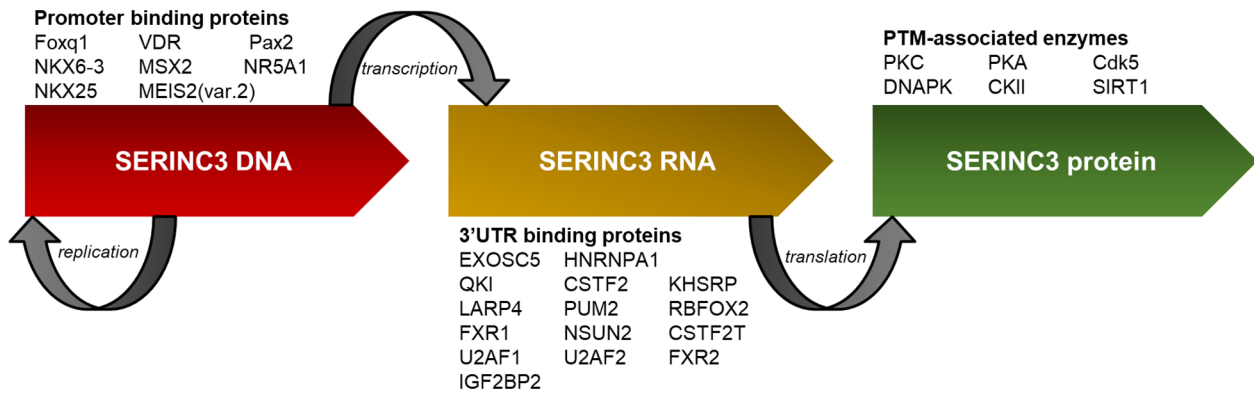 Promoter binding proteins
Foxq1 VDR Pax2
NKX6-3 MSX2 NR5A1
NKX25 MEIS2(var.2)
transcription
PTM-associated enzymes
PKC PKA Cdk5
DNAPK CKII SIRT1
SERINC3 DNA
SERINC3 RNA
SERINC3 protein
replication
3'UTR binding proteins
EXOSC5 HNRNPA1
QKI CSTF2 KHSRP
LARP4 PUM2 RBFOX2
FXR1 NSUN2 CSTF2T
U2AF1 U2AF2 FXR2
IGF2BP2
translation